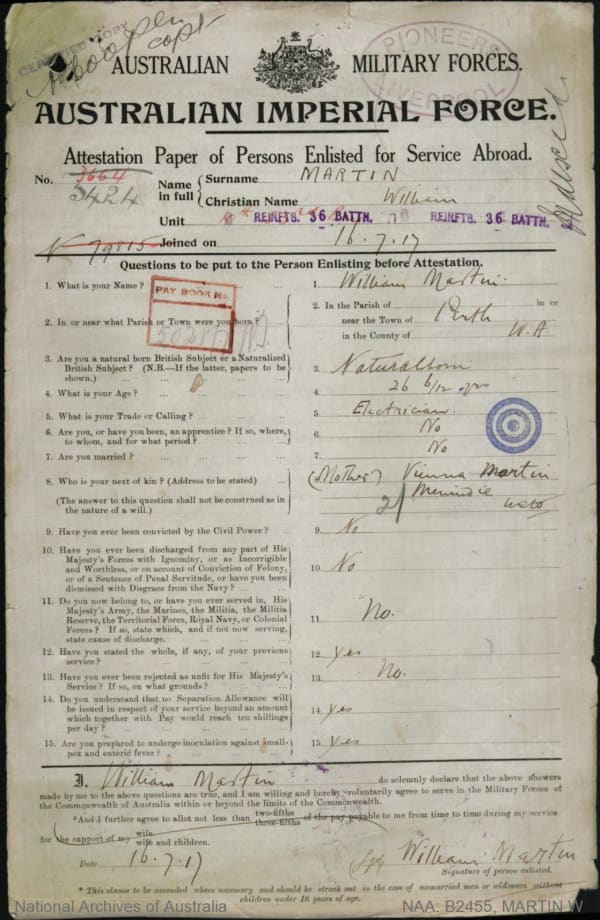 CERTIFIED COPY
copy
PIONEERS
LIVERPOOL
AUSTRALIAN MILITARY FORCES.
AUSTRALIAN IMPERIAL FORCE.
Attestation Paper of Persons Enlisted for Service Abroad.
No. 3664
5424
Name in full
Surname MARTIN
Christian Name William
Unit REINFTS. 36 BATTN. REINFTS. 36 BATTN.
N 79815
Joined on 16.7.17
Questions to be put to the Person Enlisting before Attestation.
1. What is your Name? 1. William Martin.
PAY BOOK No.
2. In or near what Parish or Town were you born? 2. In the Parish of in or
near the Town of Perth
in the County of W.A.
3. Are you a natural born British Subject or a Naturalized
British Subject? (N.B.—If the latter, papers to be
shown.) 3. Naturalborn
4. What is your Age? 4. 26 6/12 yrs
5. What is your Trade or Calling? 5. Electrician.
6. Are you, or have you been, an apprentice? If so, where,
to whom, and for what period? 6. No
7. Are you married? 7. No
8. Who is your next of kin? (Address to be stated) (Mother) Vienna Martin
Menindie
(The answer to this question shall not be construed as in
the nature of a will.)
9. Have you ever been convicted by the Civil Power? 9. No
10. Have you ever been discharged from any part of His
Majesty's Forces with Ignominy, or as Incorrigible
and Worthless, or on account of Conviction of Felony,
or of a Sentence of Penal Servitude, or have you been
dismissed with Disgrace from the Navy? 10. No
11. Do you now belong to, or have you ever served in, His
Majesty's Army, the Marines, the Militia, the Militia
Reserve, the Territorial Force, Royal Navy, or Colonial
Forces? If so, state which, and if not now serving,
state cause of discharge. 11. No.
12. Have you stated the whole, if any, of your previous
service? 12. Yes
13. Have you ever been rejected as unfit for His Majesty's
Service? If so, on what grounds? 13. No.
14. Do you understand that no Separation Allowance will
be issued in respect of your service beyond an amount
which together with Pay would reach ten shillings
per day? 14. Yes
15. Are you prepared to undergo inoculation against small-
pox and enteric fever? 15. Yes
I, William Martin do solemnly declare that the above answers
made by me to the above questions are true, and I am willing and hereby voluntarily agree to serve in the Military Forces of
the Commonwealth of Australia within or beyond the limits of the Commonwealth.
*And I further agree to allot not less than two-fifths three-fifths of the pay payable to me from time to time during my service
for the support of my wife. wife and children.
Date 16.7.17 Sgd William Martin
Signature of person enlisted.
* This clause to be amended where necessary and should be struck out in the case of unmarried men or widowers without
children under 18 years of age.
National Archives of Australia NAA: B2455, MARTIN W